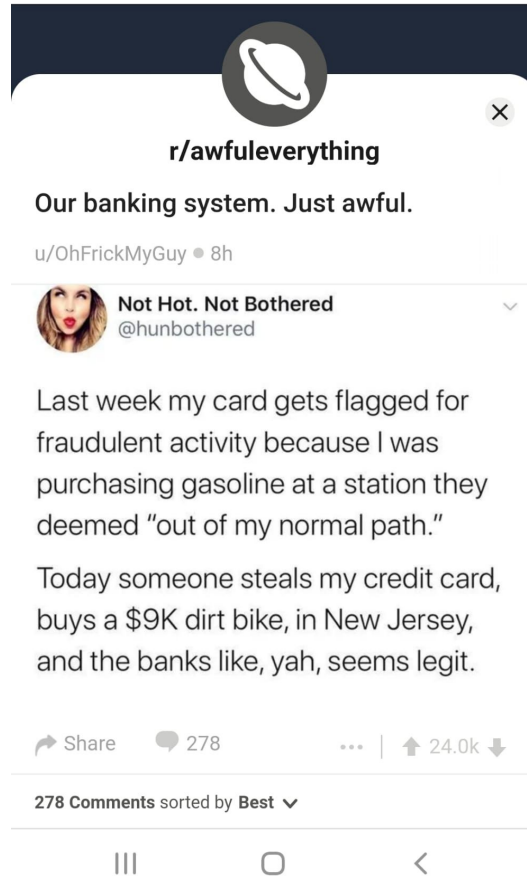 r/awfuleverything
Our banking system. Just awful.
u/OhFrickMyGuy • 8h
Not Hot. Not Bothered
@hunbothered
Last week my card gets flagged for
fraudulent activity because I was
purchasing gasoline at a station they
deemed "out of my normal path."
Today someone steals my credit card,
buys a $9K dirt bike, in New Jersey,
and the banks like, yah, seems legit.
Share 278 ... | 24.0k
278 Comments sorted by Best